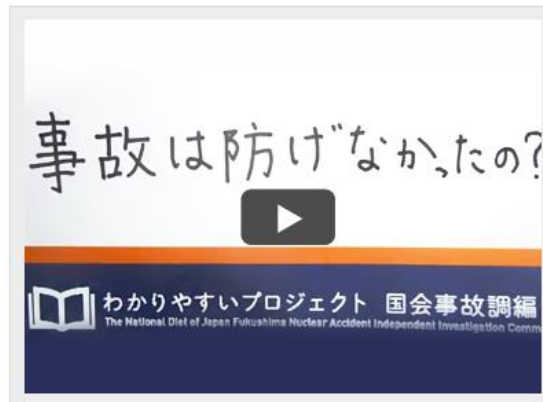 事故は防げなかったの?
わかりやすいプロジェクト 国会事故調編
The National Diet of Japan Fukushima Nuclear Accident Independent Investigation Comm